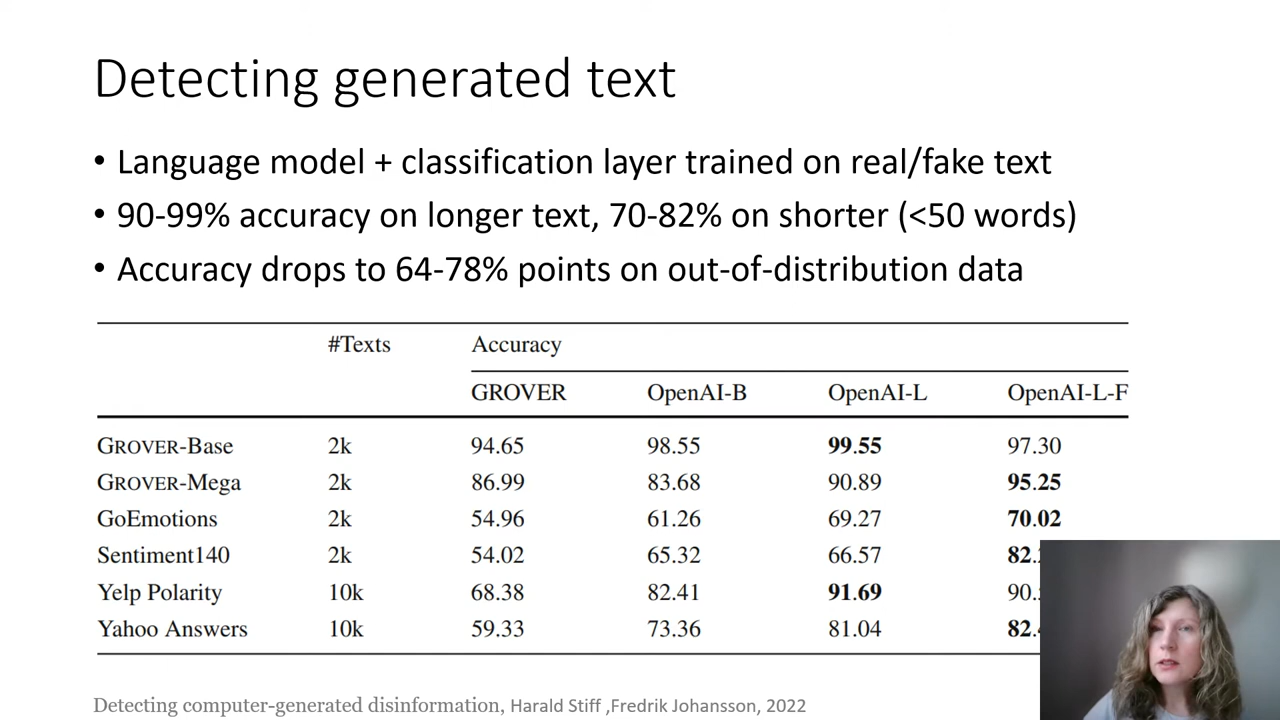 Detecting generated text
• Language model + classification layer trained on real/fake text
• 90-99% accuracy on longer text, 70-82% on shorter (<50 words)
• Accuracy drops to 64-78% points on out-of-distribution data
#Texts Accuracy
GROVER OpenAI-B OpenAI-L OpenAI-L-F
GROVER-Base 2k 94.65 98.55 99.55 97.30
GROVER-Mega 2k 86.99 83.68 90.89 95.25
GoEmotions 2k 54.96 61.26 69.27 70.02
Sentiment140 2k 54.02 65.32 66.57
Yelp Polarity 10k 68.38 82.41 91.69
Yahoo Answers 10k 59.33 73.36 81.04
Detecting computer-generated disinformation, Harald Stiff ,Fredrik Johansson, 2022